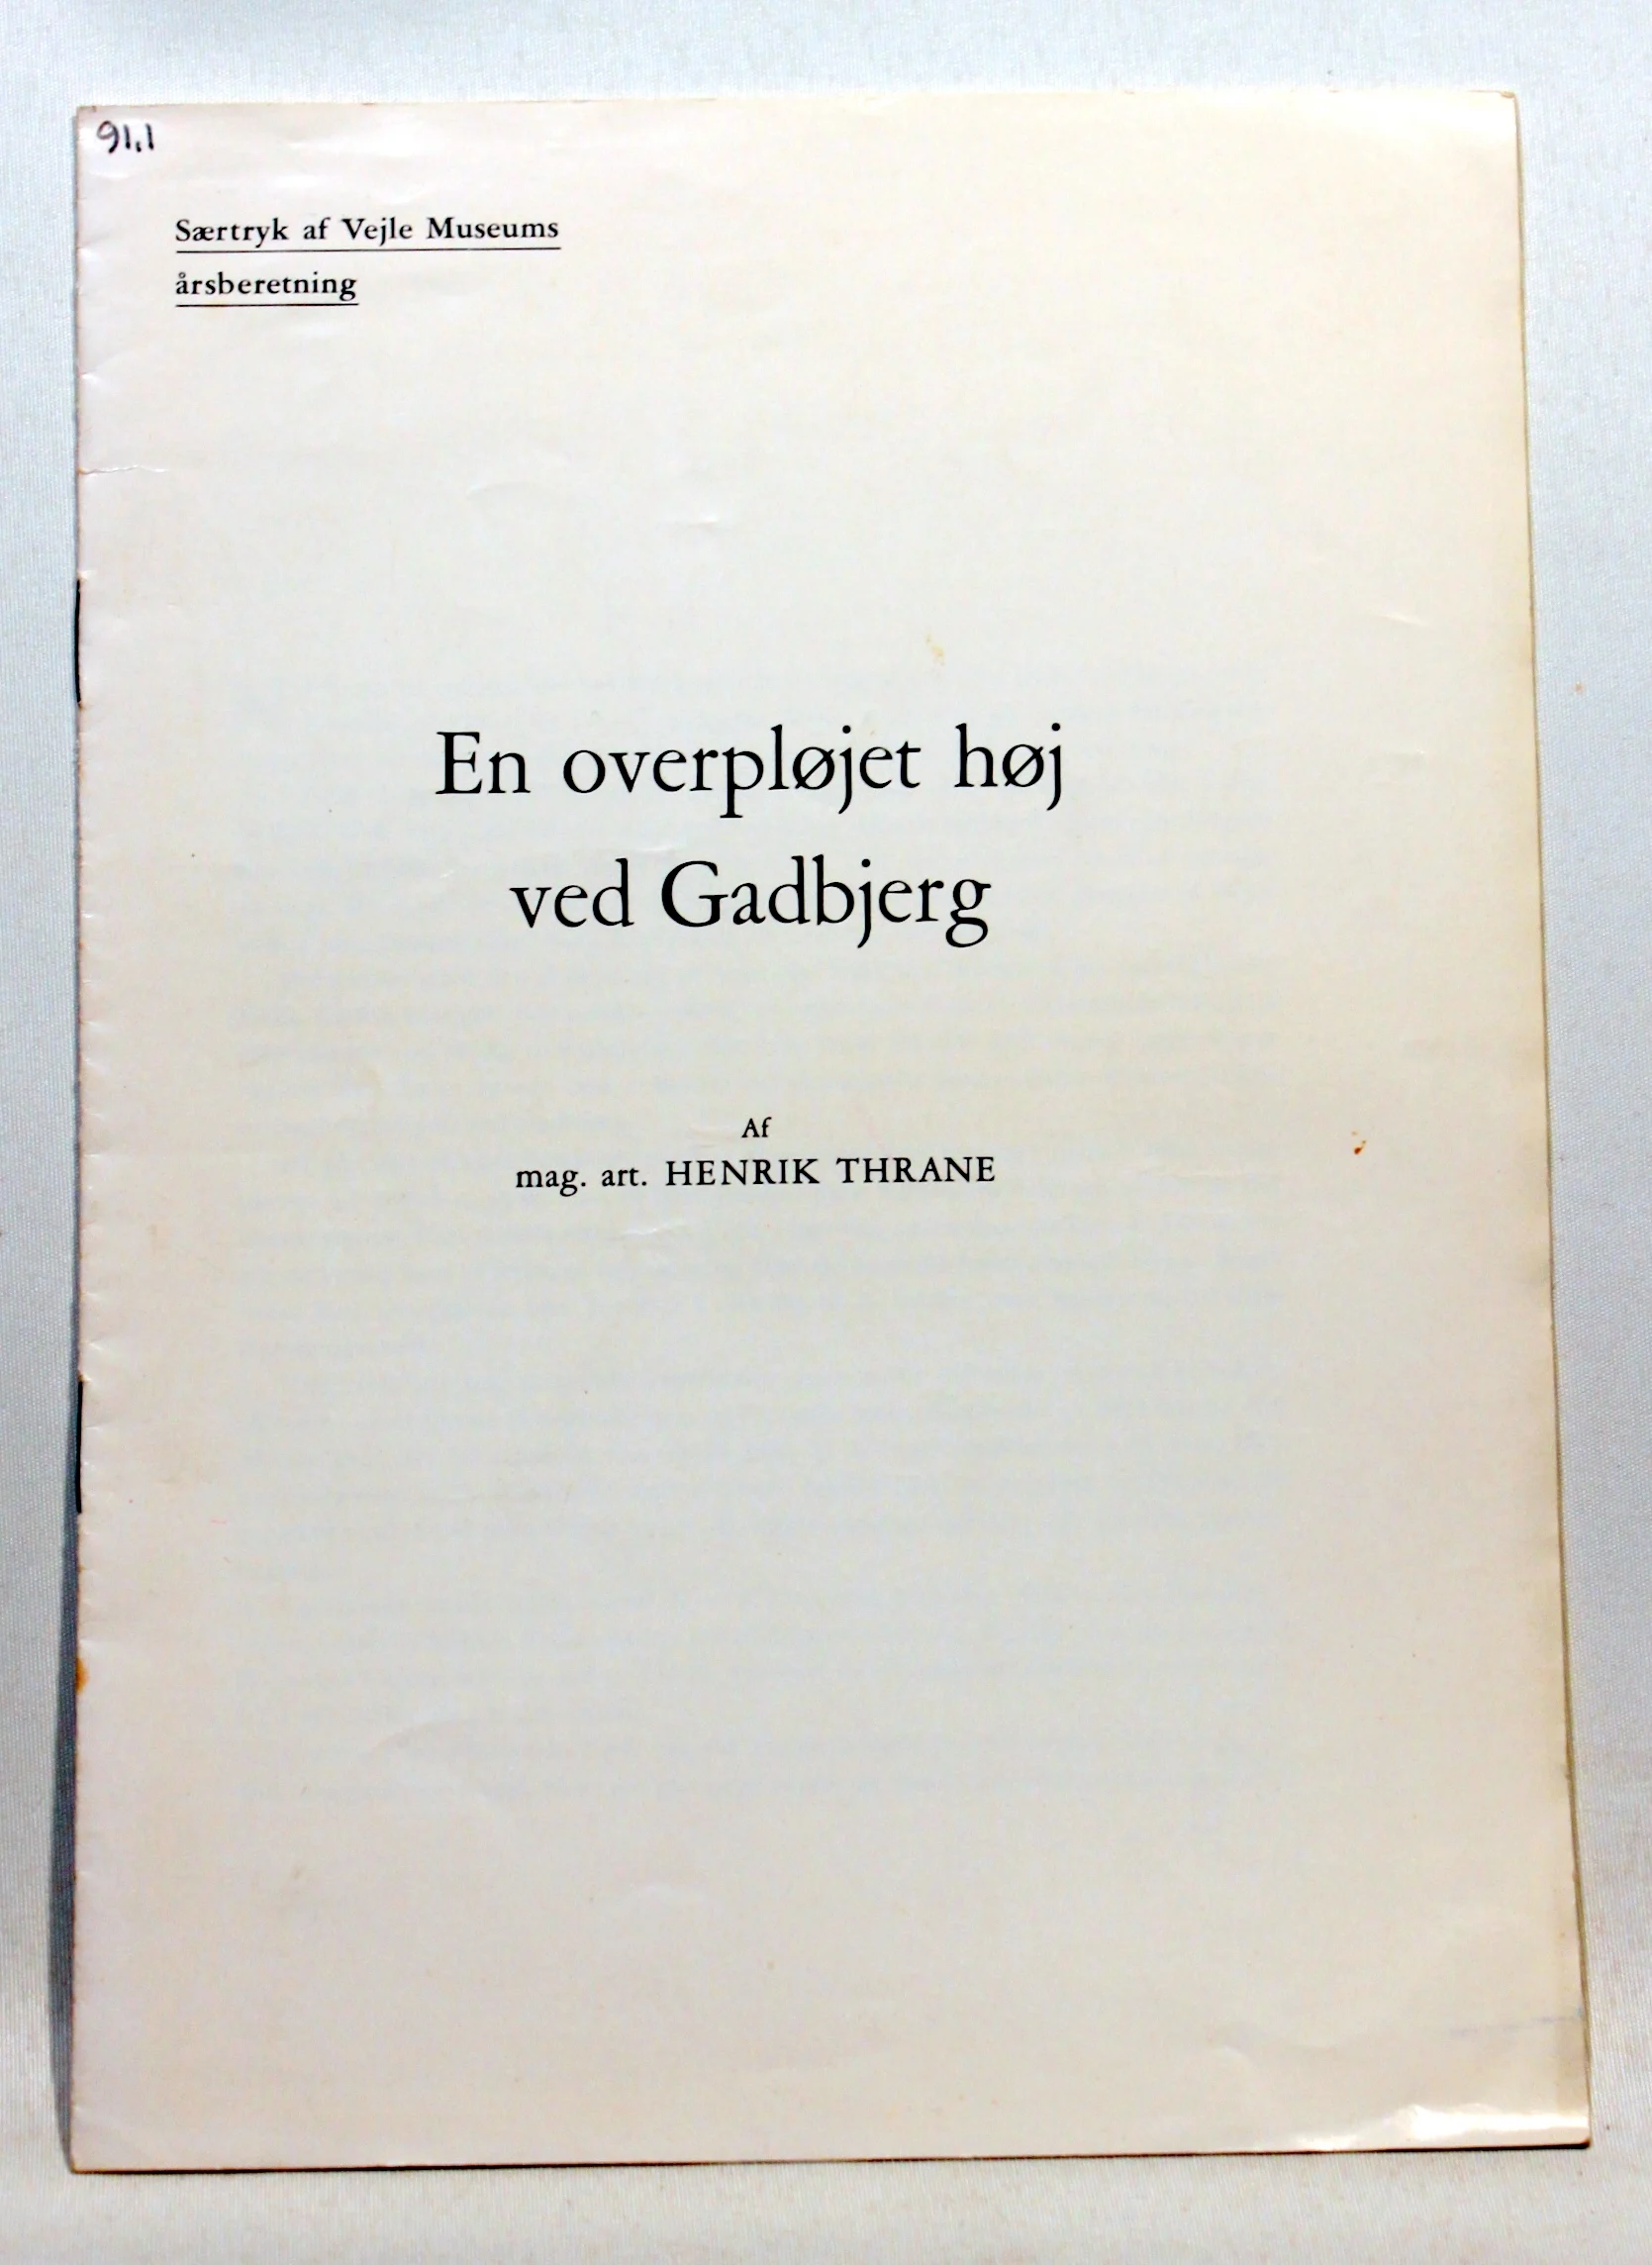 91.1
Særtryk af Vejle Museums
årsberetning
En overpløjet høj
ved Gadbjerg
Af
mag. art. HENRIK THRANE